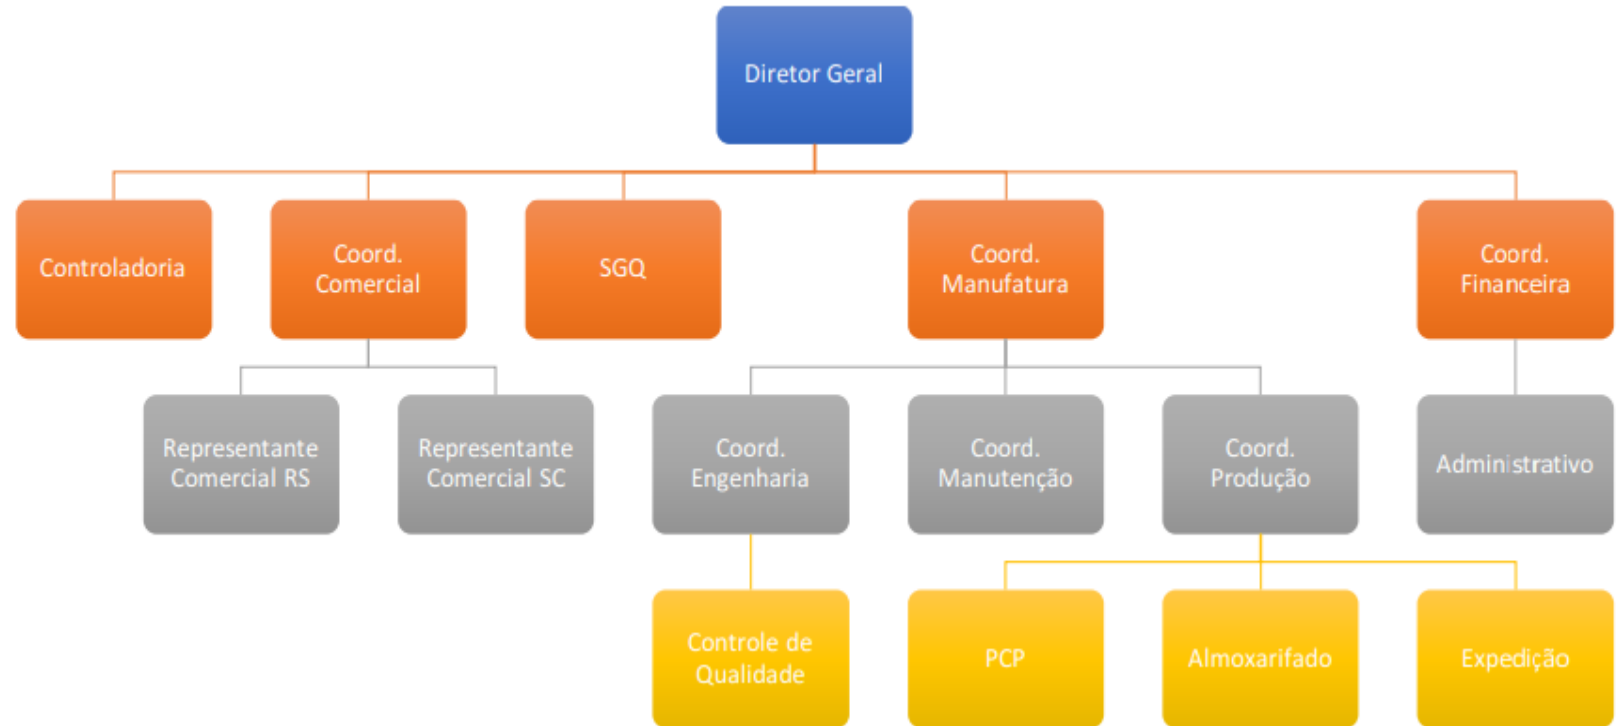 Diretor Geral
Controladoria
Coord.
Comercial
SGQ
Coord.
Manufatura
Coord.
Financeira
Representante
Comercial RS
Representante
Comercial SC
Coord.
Engenharia
Coord.
Manutenção
Coord.
Produção
Administrativo
Controle de
Qualidade
PCP
Almoxarifado
Expedição